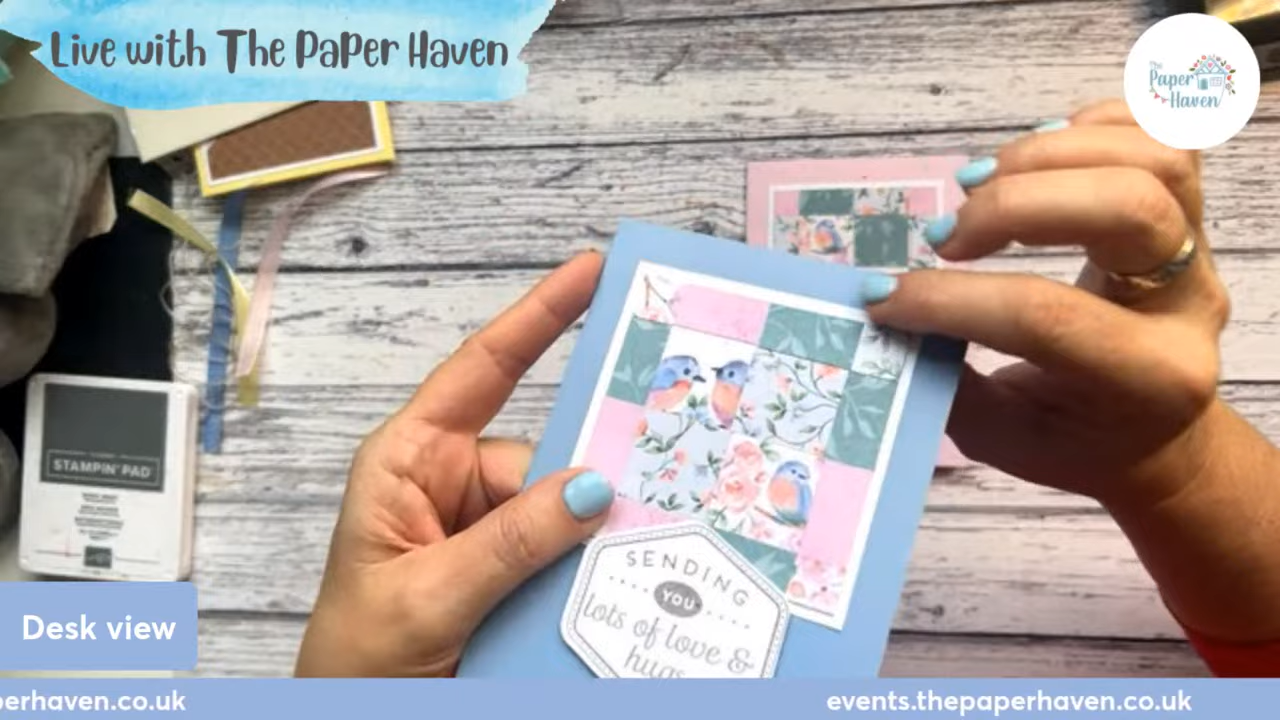 Live with The Paper Haven
The
Paper
Haven
STAMPIN' PAD
SENDING
YOU
lots of love &
hugs
Desk view
perhaven.co.uk
events.thepaperhaven.co.uk